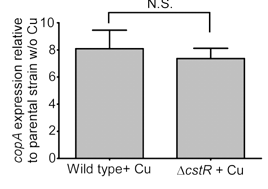 N.S.
copA expression relative
to parental strain w/o Cu
10
8
6
4
2
0
Wild type+ Cu
ΔcstR + Cu